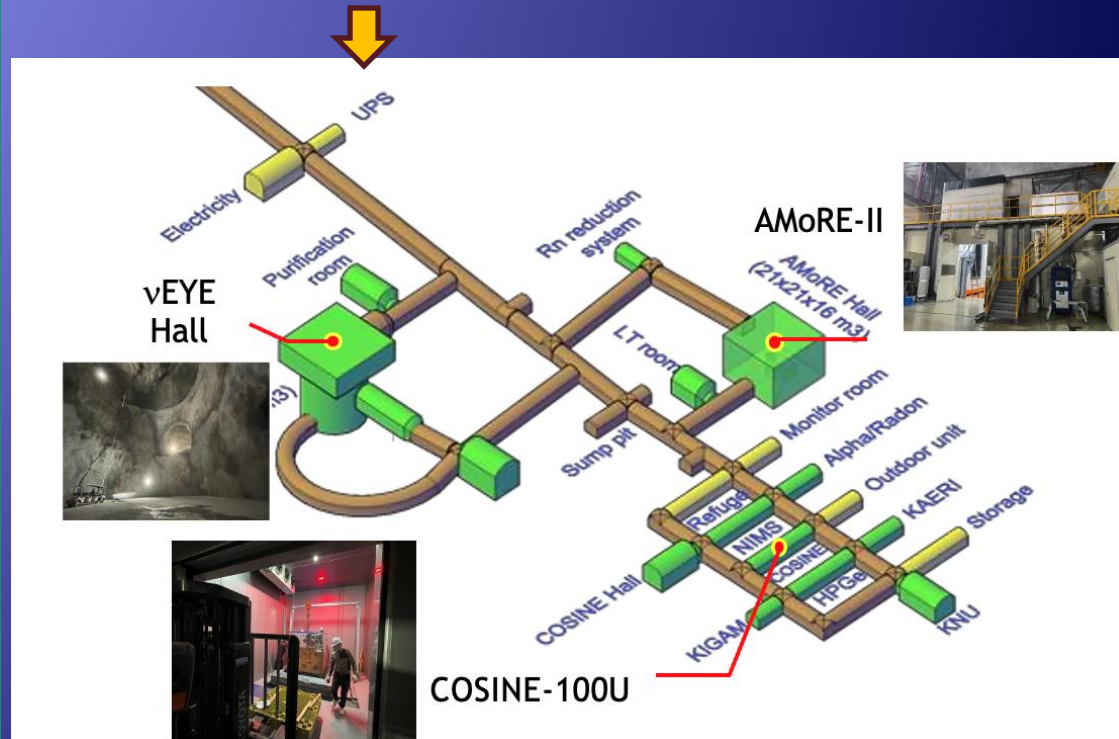 UPS
Electricity
Purification
room
νEYE
Hall
m3)
Rn reduction
system
AMoRE-II
AMoRE Hall
(21x21x16 m3)
LT room
Sump pit
Monitor room
Alpha/Radon
Outdoor unit
KAERI
Storage
Refuge
NIMS
COSINE
HPGe
COSINE Hall
KIGAM
KNU
COSINE-100U
TOYOTA